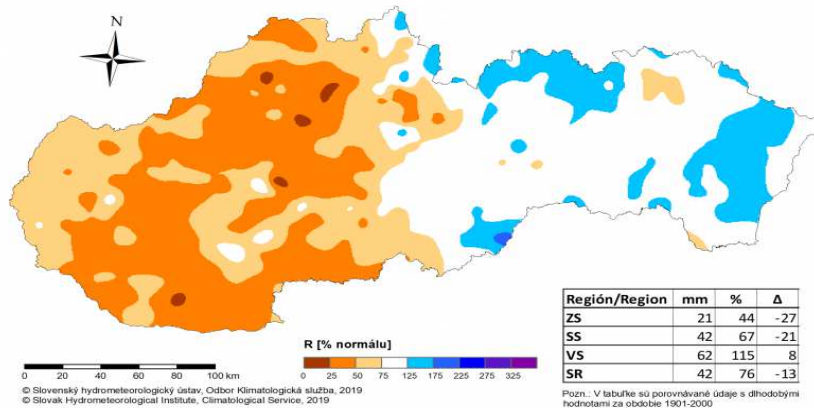 N
Región/Region mm % Δ
ZS 21 44 -27
SS 42 67 -21
VS 62 115 8
SR 42 76 -13
R [% normálu]
0 25 50 75 125 175 225 275 325
0 20 40 60 80 100 km
© Slovenský hydrometeorologický ústav, Odbor Klimatologická služba, 2019
© Slovak Hydrometeorological Institute, Climatological Service, 2019
Pozn.: V tabuľke sú porovnávané údaje s dlhodobými
hodnotami za obdobie 1901-2000